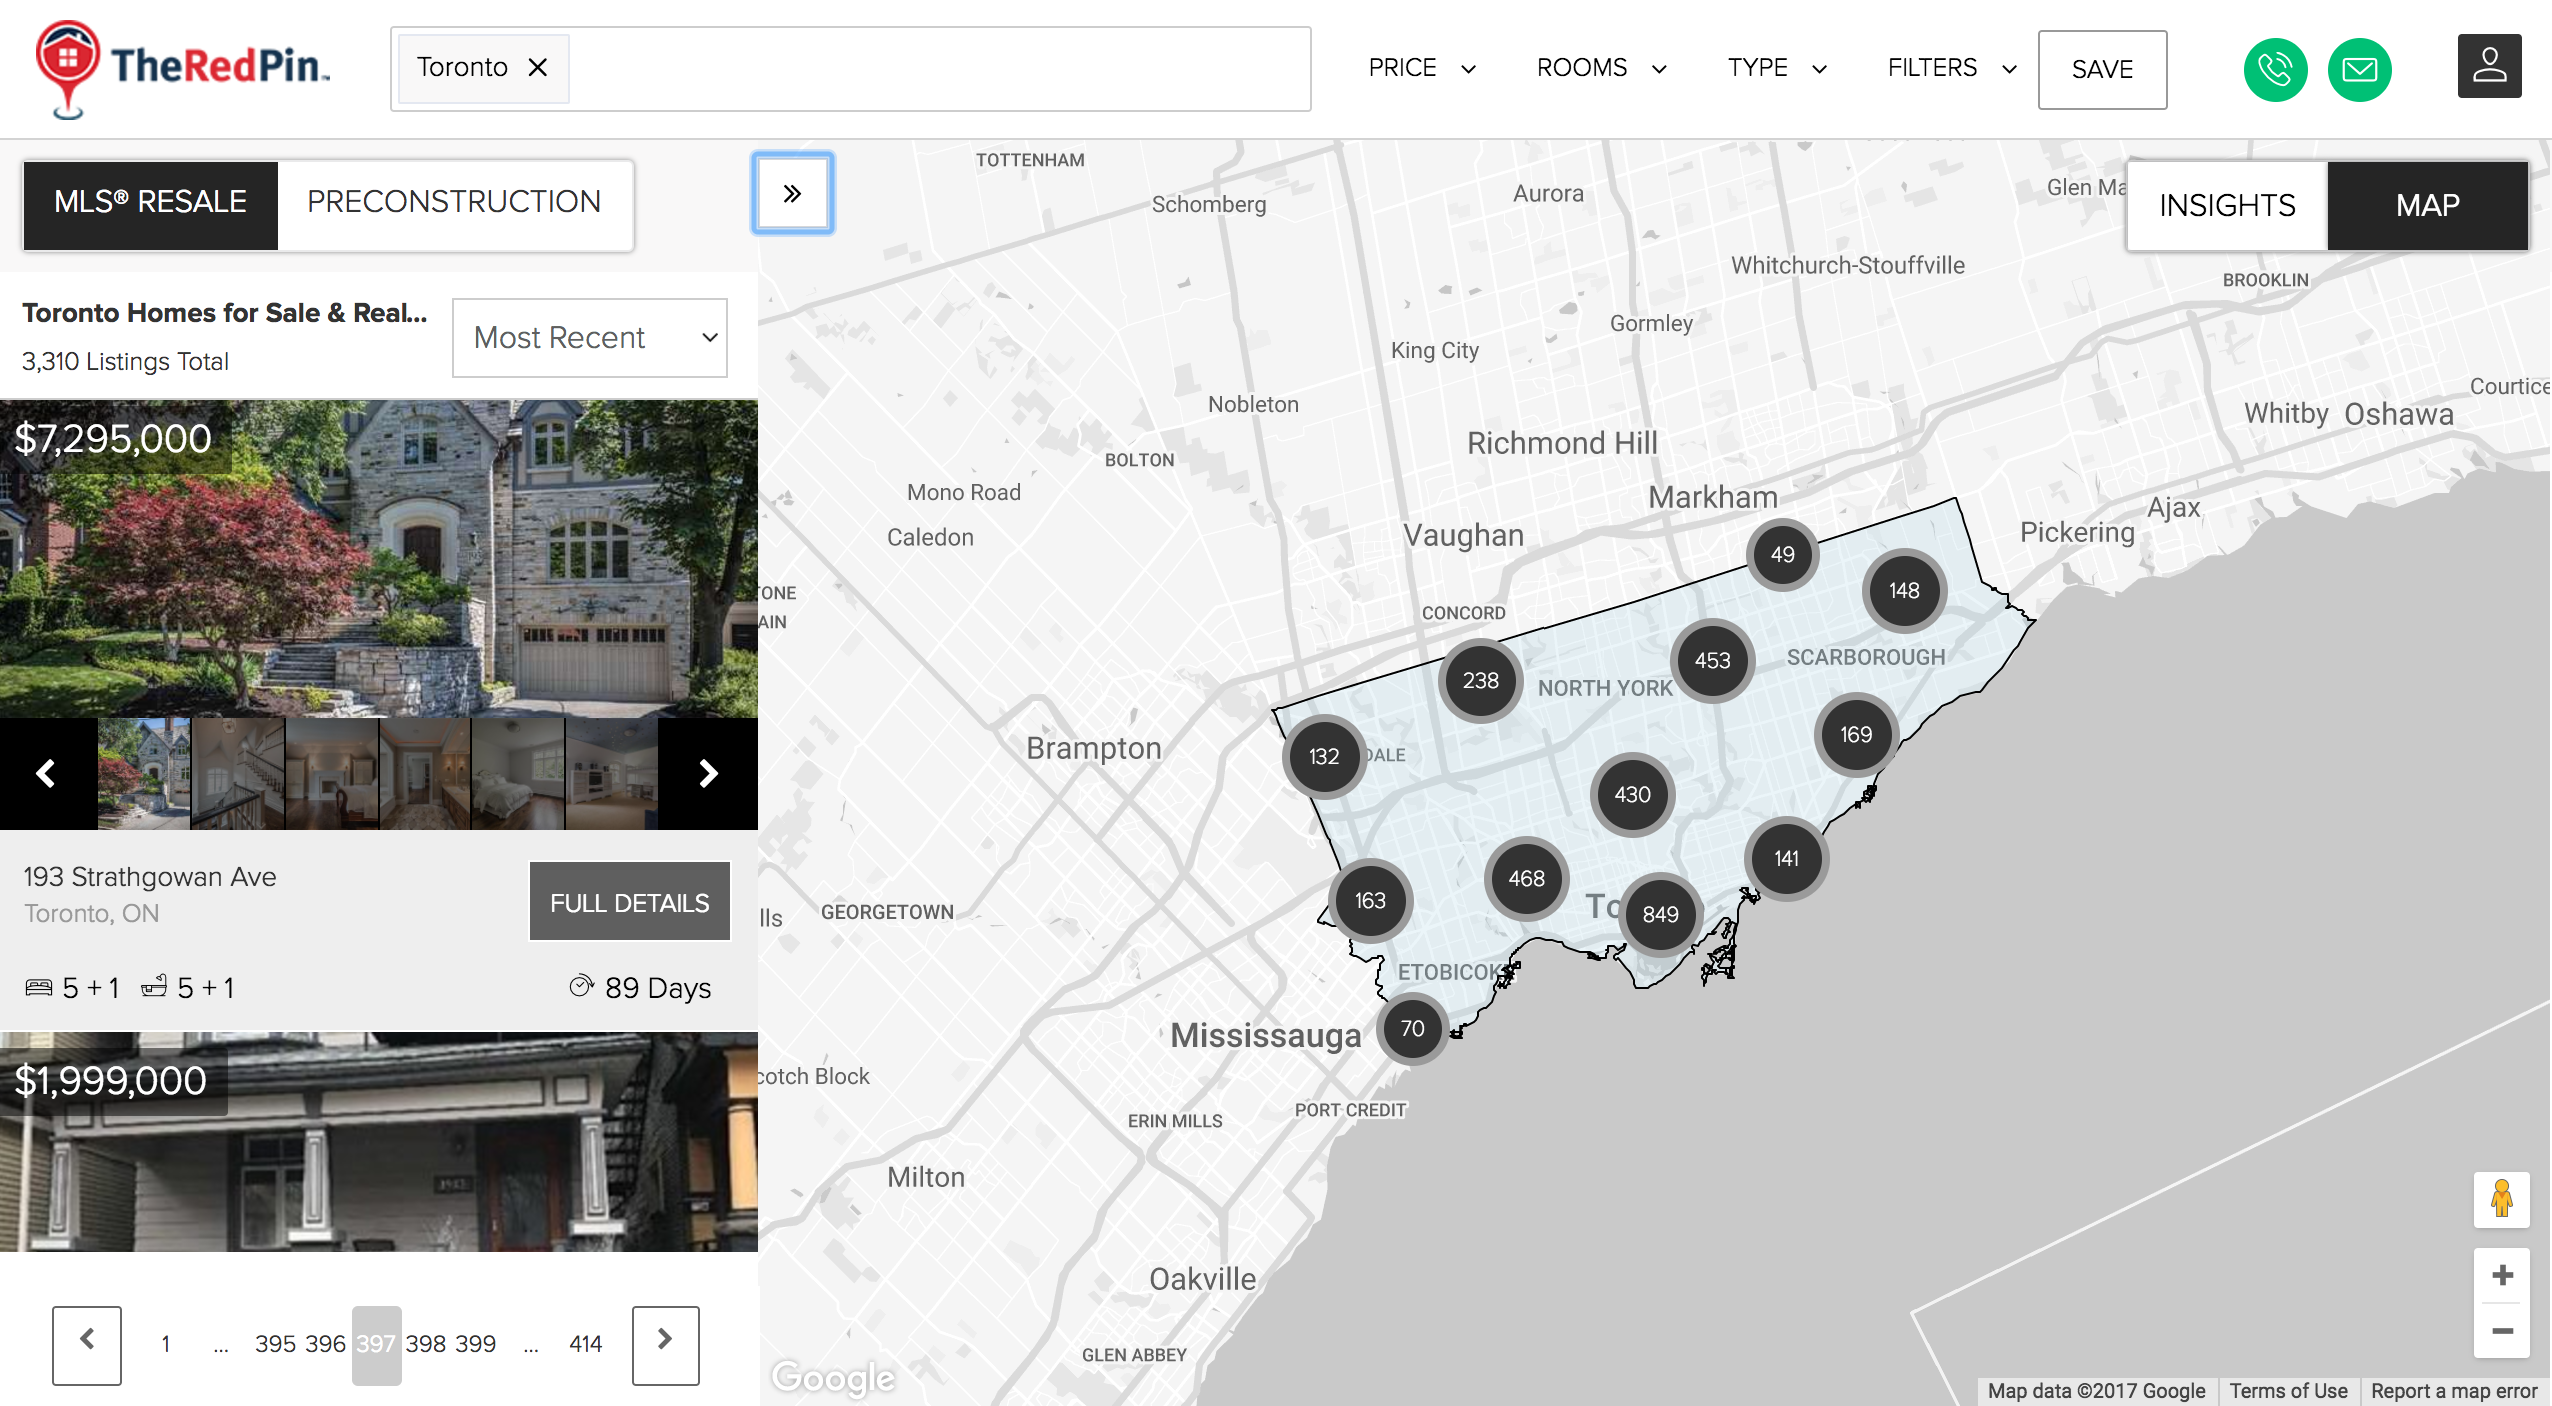 TheRedPin™
Toronto
PRICE
ROOMS
TYPE
FILTERS
SAVE
MLS® RESALE
PRECONSTRUCTION
INSIGHTS
MAP
Toronto Homes for Sale & Real...
3,310 Listings Total
Most Recent
$7,295,000
193 Strathgowan Ave
Toronto, ON
FULL DETAILS
5 + 1
5 + 1
89 Days
$1,999,000
1
...
395
396
397
398
399
...
414
TOTTENHAM
Schomberg
Aurora
Glen Ma
Whitchurch-Stouffville
BROOKLIN
Gormley
King City
Courtice
Nobleton
Whitby
Oshawa
Richmond Hill
BOLTON
Mono Road
Markham
Ajax
Caledon
Vaughan
Pickering
49
148
TONE
AIN
CONCORD
453
SCARBOROUGH
238
NORTH YORK
169
Brampton
132
DALE
430
141
468
163
To
849
lls
GEORGETOWN
ETOBICOK
70
Mississauga
cotch Block
PORT CREDIT
ERIN MILLS
Milton
Oakville
GLEN ABBEY
Google
Map data ©2017 Google
Terms of Use
Report a map error